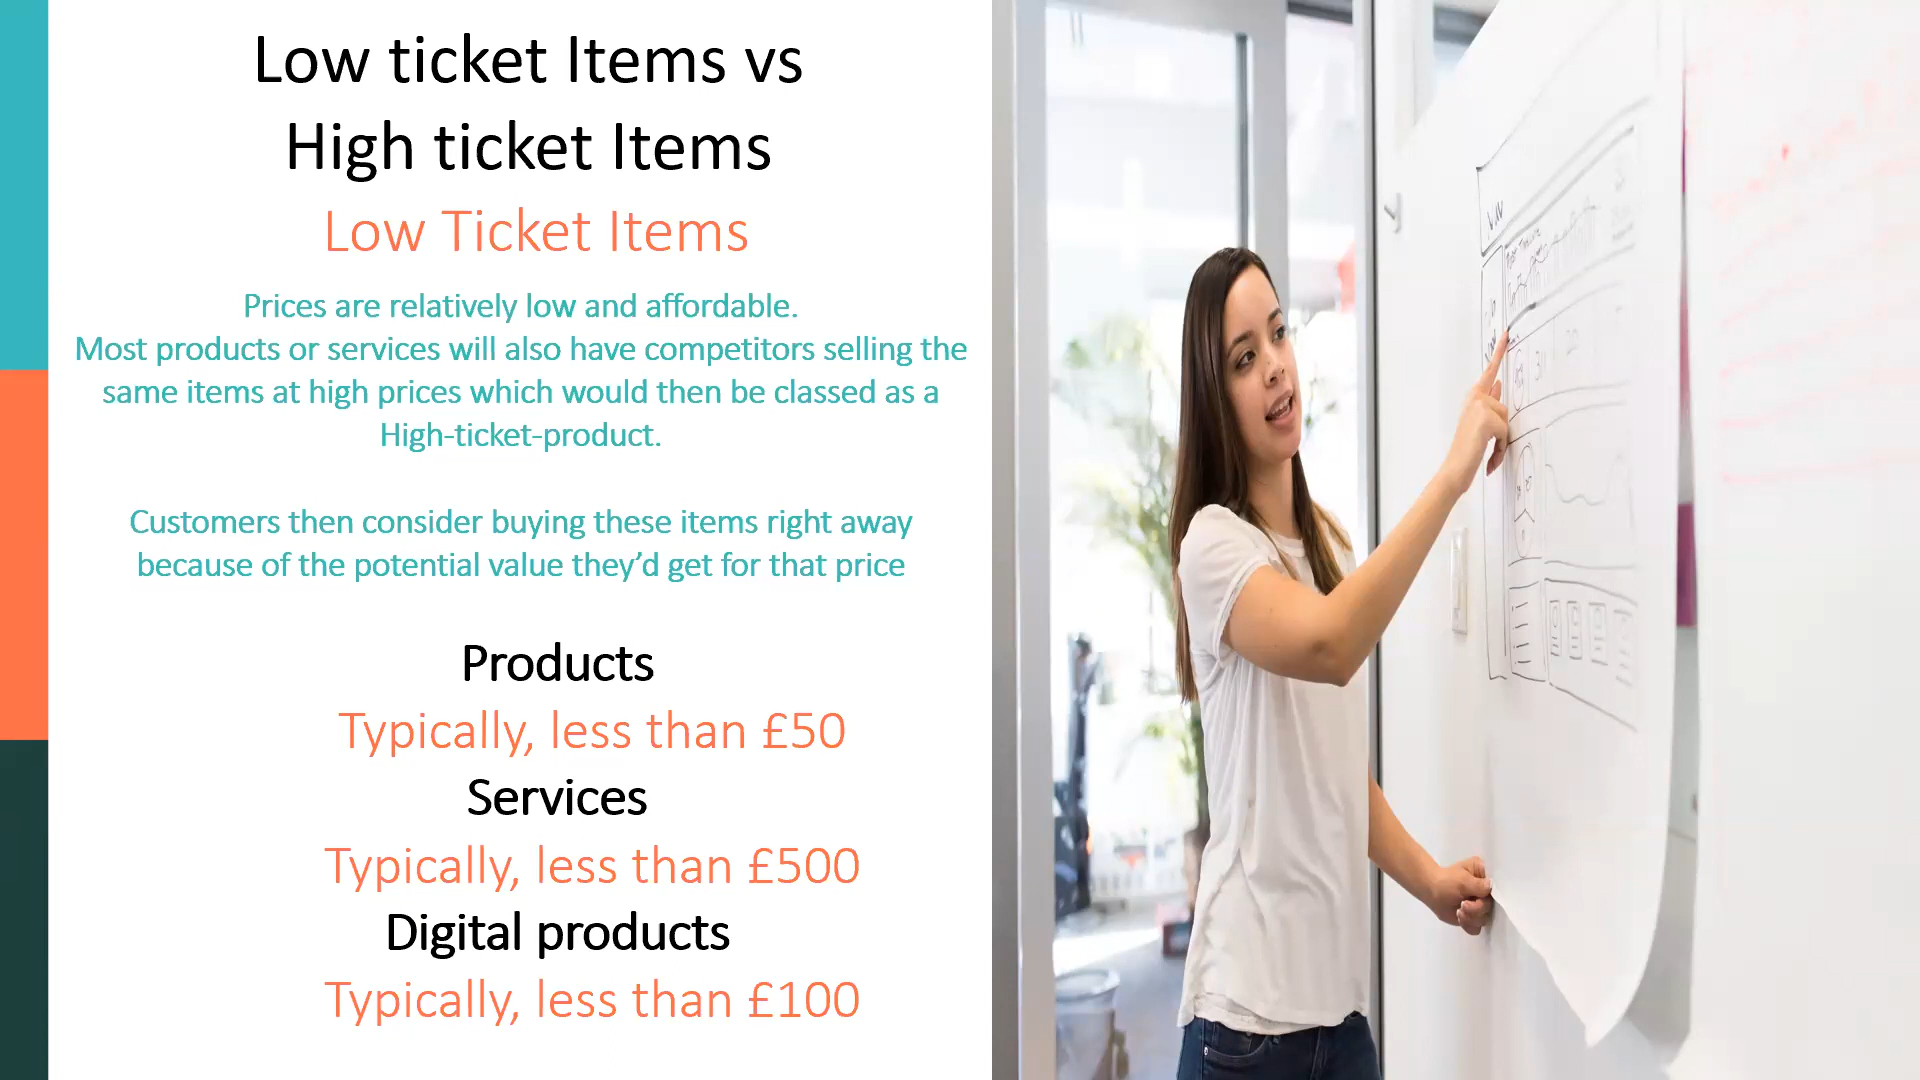 Low ticket Items vs
High ticket Items
Low Ticket Items
Prices are relatively low and affordable.
Most products or services will also have competitors selling the
same items at high prices which would then be classed as a
High-ticket-product.
Customers then consider buying these items right away
because of the potential value they’d get for that price
Products
Typically, less than £50
Services
Typically, less than £500
Digital products
Typically, less than £100